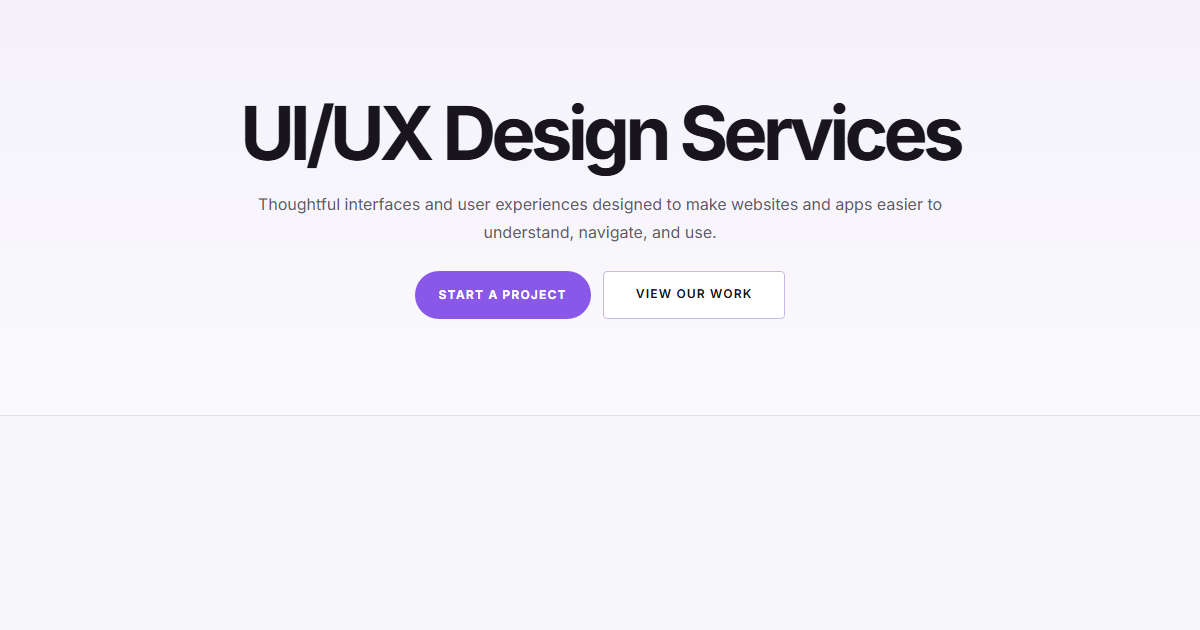 UI/UX Design Services
Thoughtful interfaces and user experiences designed to make websites and apps easier to
understand, navigate, and use.
START A PROJECT
VIEW OUR WORK